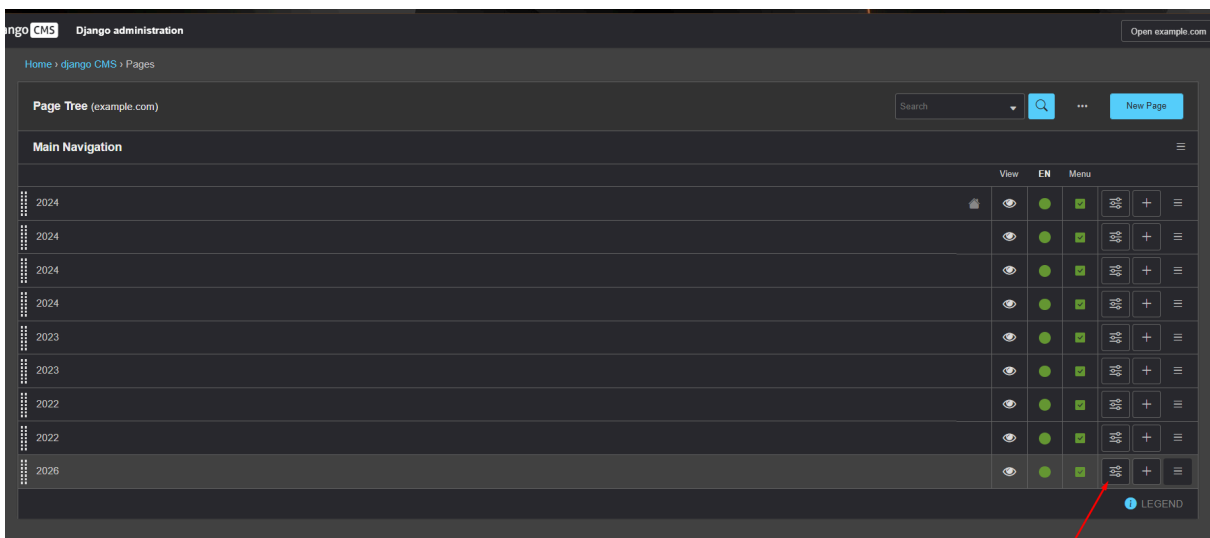 ngo CMS Django administration Open example.com
Home › django CMS › Pages
Page Tree (example.com) Search New Page
Main Navigation
View EN Menu
2024
2024
2024
2024
2023
2023
2022
2022
2026
LEGEND